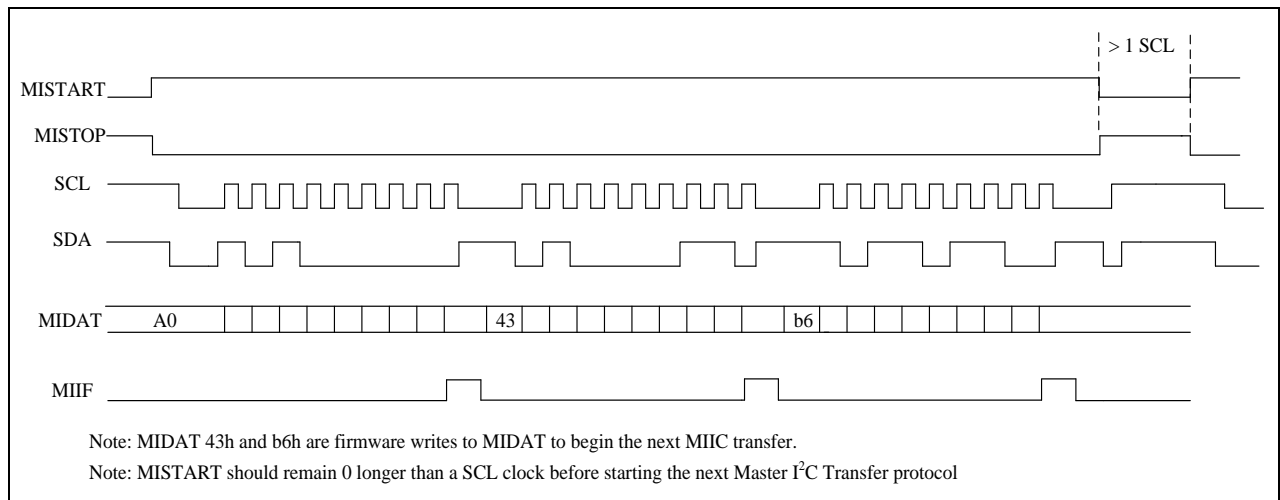 > 1 SCL
MISTART
MISTOP
SCL
SDA
MIDAT A0 43 b6
MIIF
Note: MIDAT 43h and b6h are firmware writes to MIDAT to begin the next MIIC transfer.
Note: MISTART should remain 0 longer than a SCL clock before starting the next Master I²C Transfer protocol